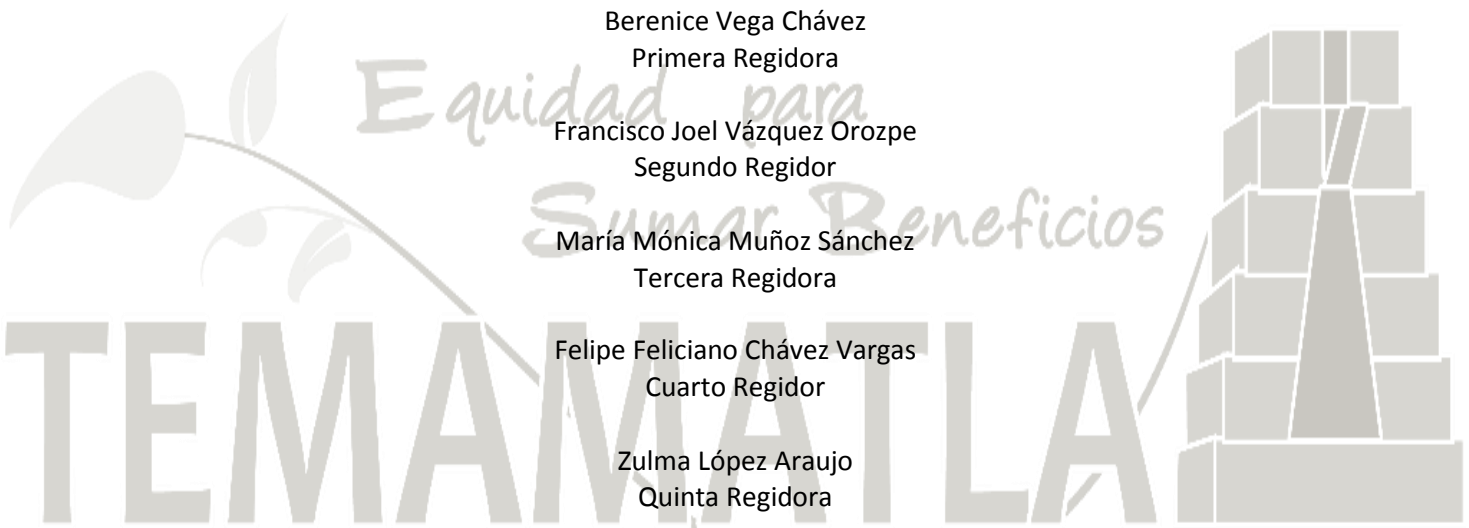 Berenice Vega Chávez
Primera Regidora
Equidad para
Francisco Joel Vázquez Orozpe
Segundo Regidor
Sumar Beneficios
María Mónica Muñoz Sánchez
Tercera Regidora
Felipe Feliciano Chávez Vargas
Cuarto Regidor
TEMAMATLA
Zulma López Araujo
Quinta Regidora